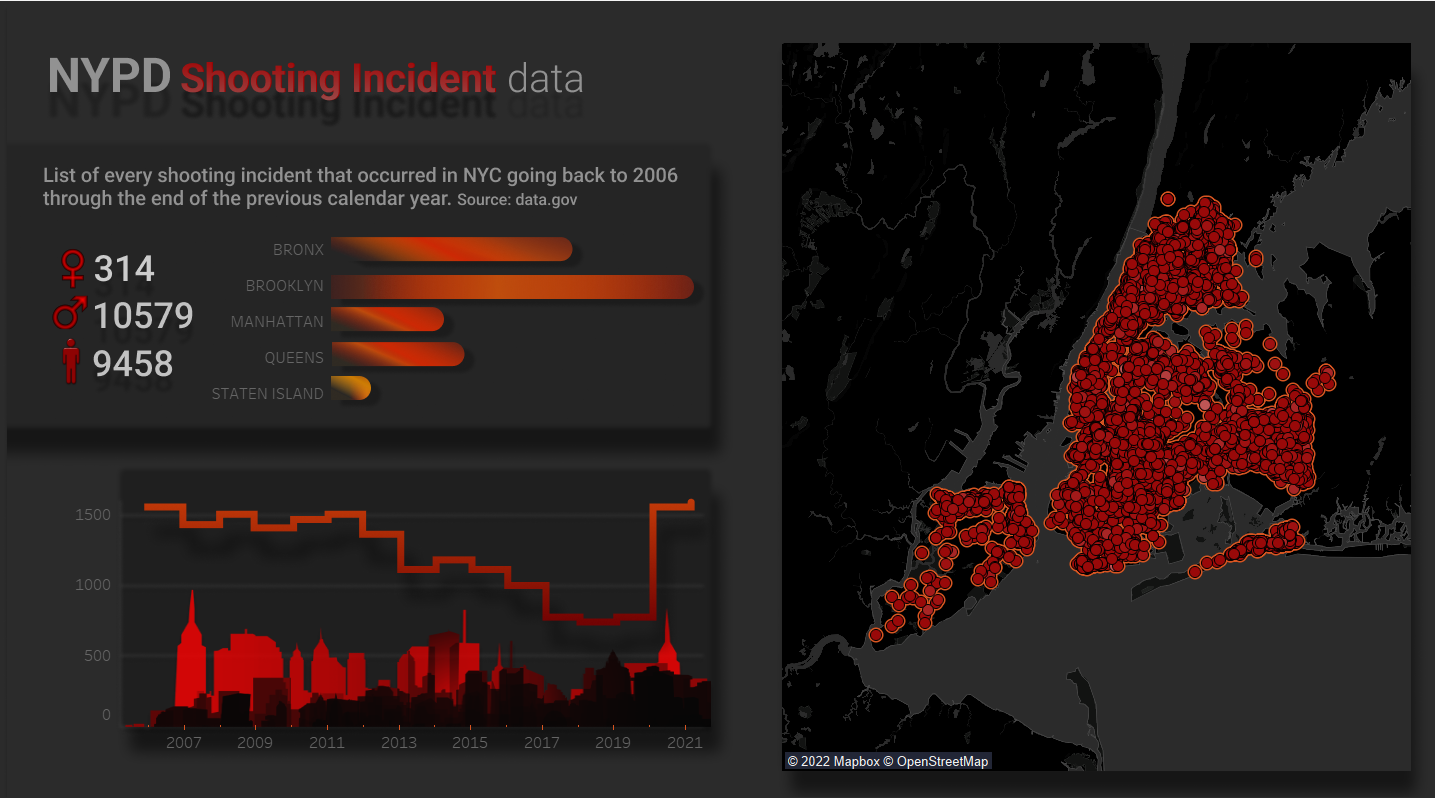 NYPD Shooting Incident data
List of every shooting incident that occurred in NYC going back to 2006
through the end of the previous calendar year. Source: data.gov
314
10579
9458
BRONX
BROOKLYN
MANHATTAN
QUEENS
STATEN ISLAND
1500
1000
500
0
2007 2009 2011 2013 2015 2017 2019 2021
© 2022 Mapbox © OpenStreetMap